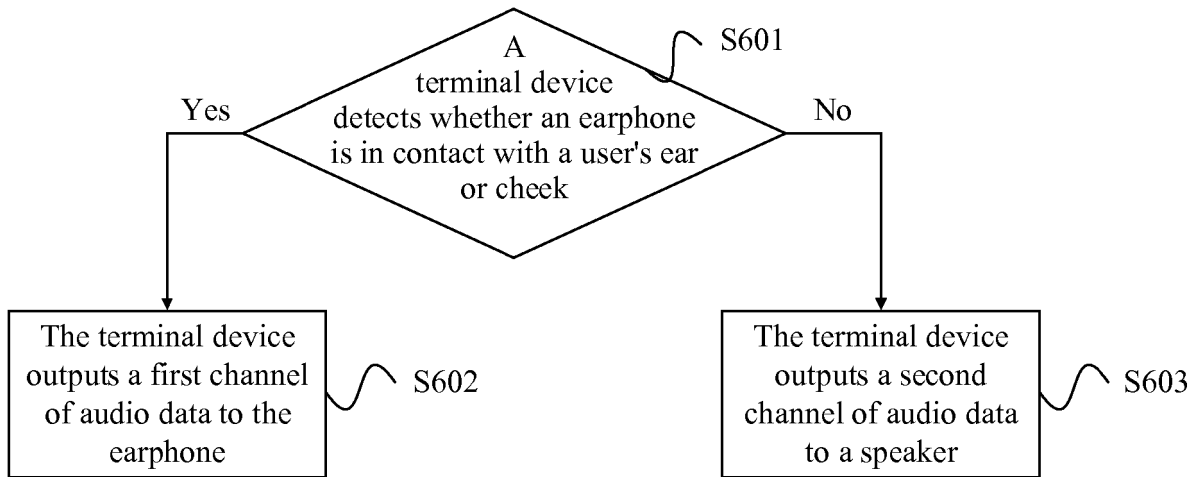 A
terminal device
detects whether an earphone
is in contact with a user's ear
or cheek
S601
Yes
No
The terminal device
outputs a first channel
of audio data to the
earphone
S602
The terminal device
outputs a second
channel of audio data
to a speaker
S603